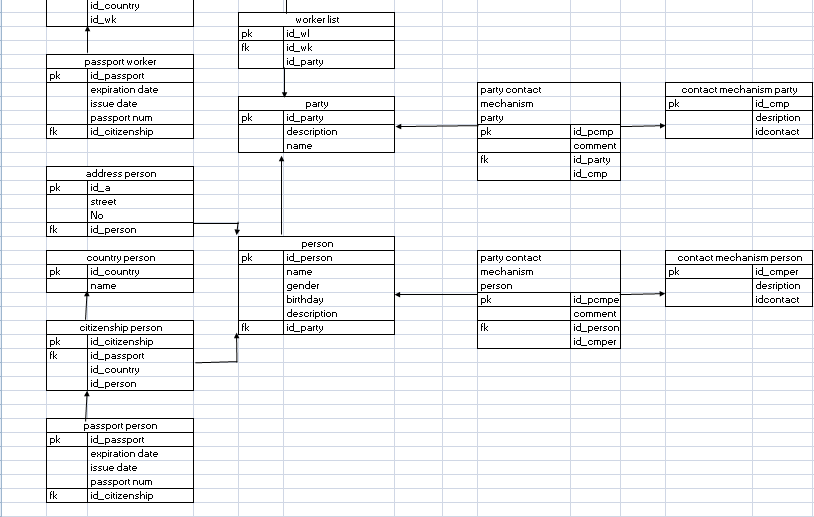 id_country
id_wk
worker list
pk id_wl
fk id_wk
id_party
passport worker
pk id_passport
expiration date
issue date
passport num
fk id_citizenship
party
pk id_party
description
name
party contact
mechanism
party
pk id_pcmp
comment
fk id_party
id_cmp
contact mechanism party
pk id_cmp
desription
idcontact
address person
pk id_a
street
No
fk id_person
country person
pk id_country
name
person
pk id_person
name
gender
birthday
description
fk id_party
party contact
mechanism
person
pk id_pcmpe
comment
fk id_person
id_cmper
contact mechanism person
pk id_cmper
desription
idcontact
citizenship person
pk id_citizenship
fk id_passport
id_country
id_person
passport person
pk id_passport
expiration date
issue date
passport num
fk id_citizenship